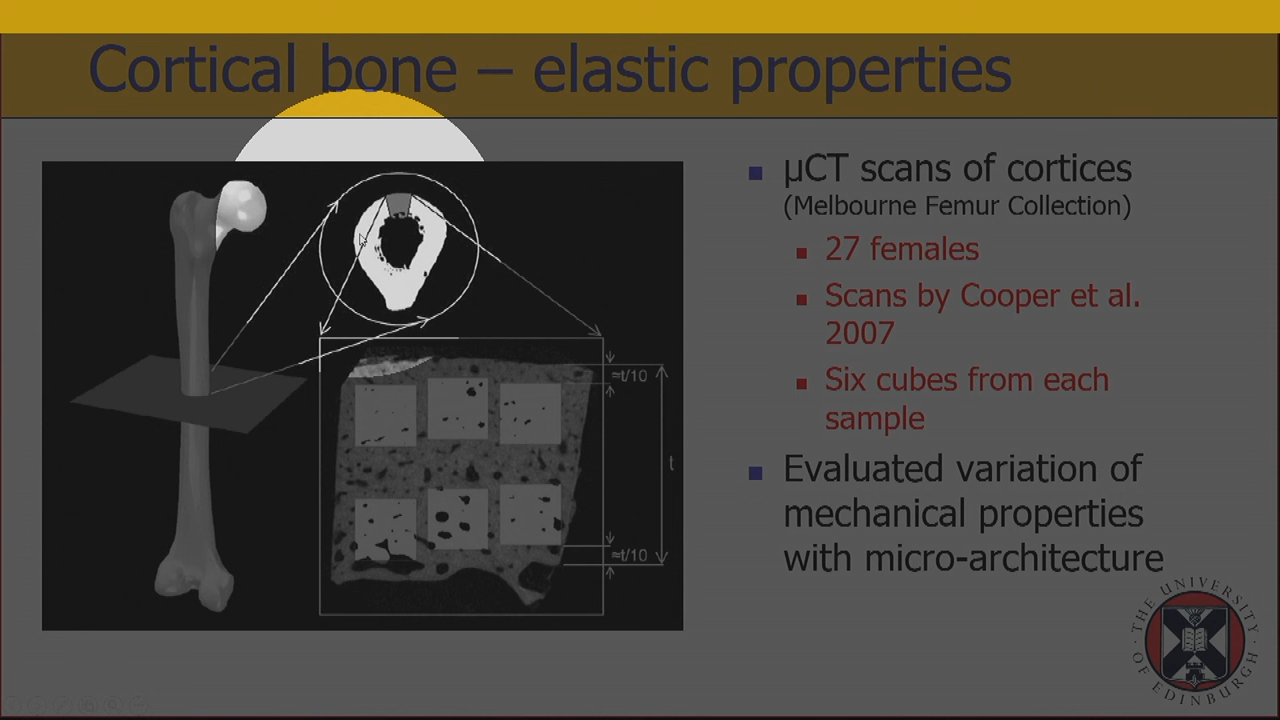 Cortical bone – elastic properties
µCT scans of cortices
(Melbourne Femur Collection)
27 females
Scans by Cooper et al.
2007
Six cubes from each
sample
Evaluated variation of
mechanical properties
with micro-architecture
≈t/10
t
≈t/10
THE UNIVERSITY
OF EDINBURGH